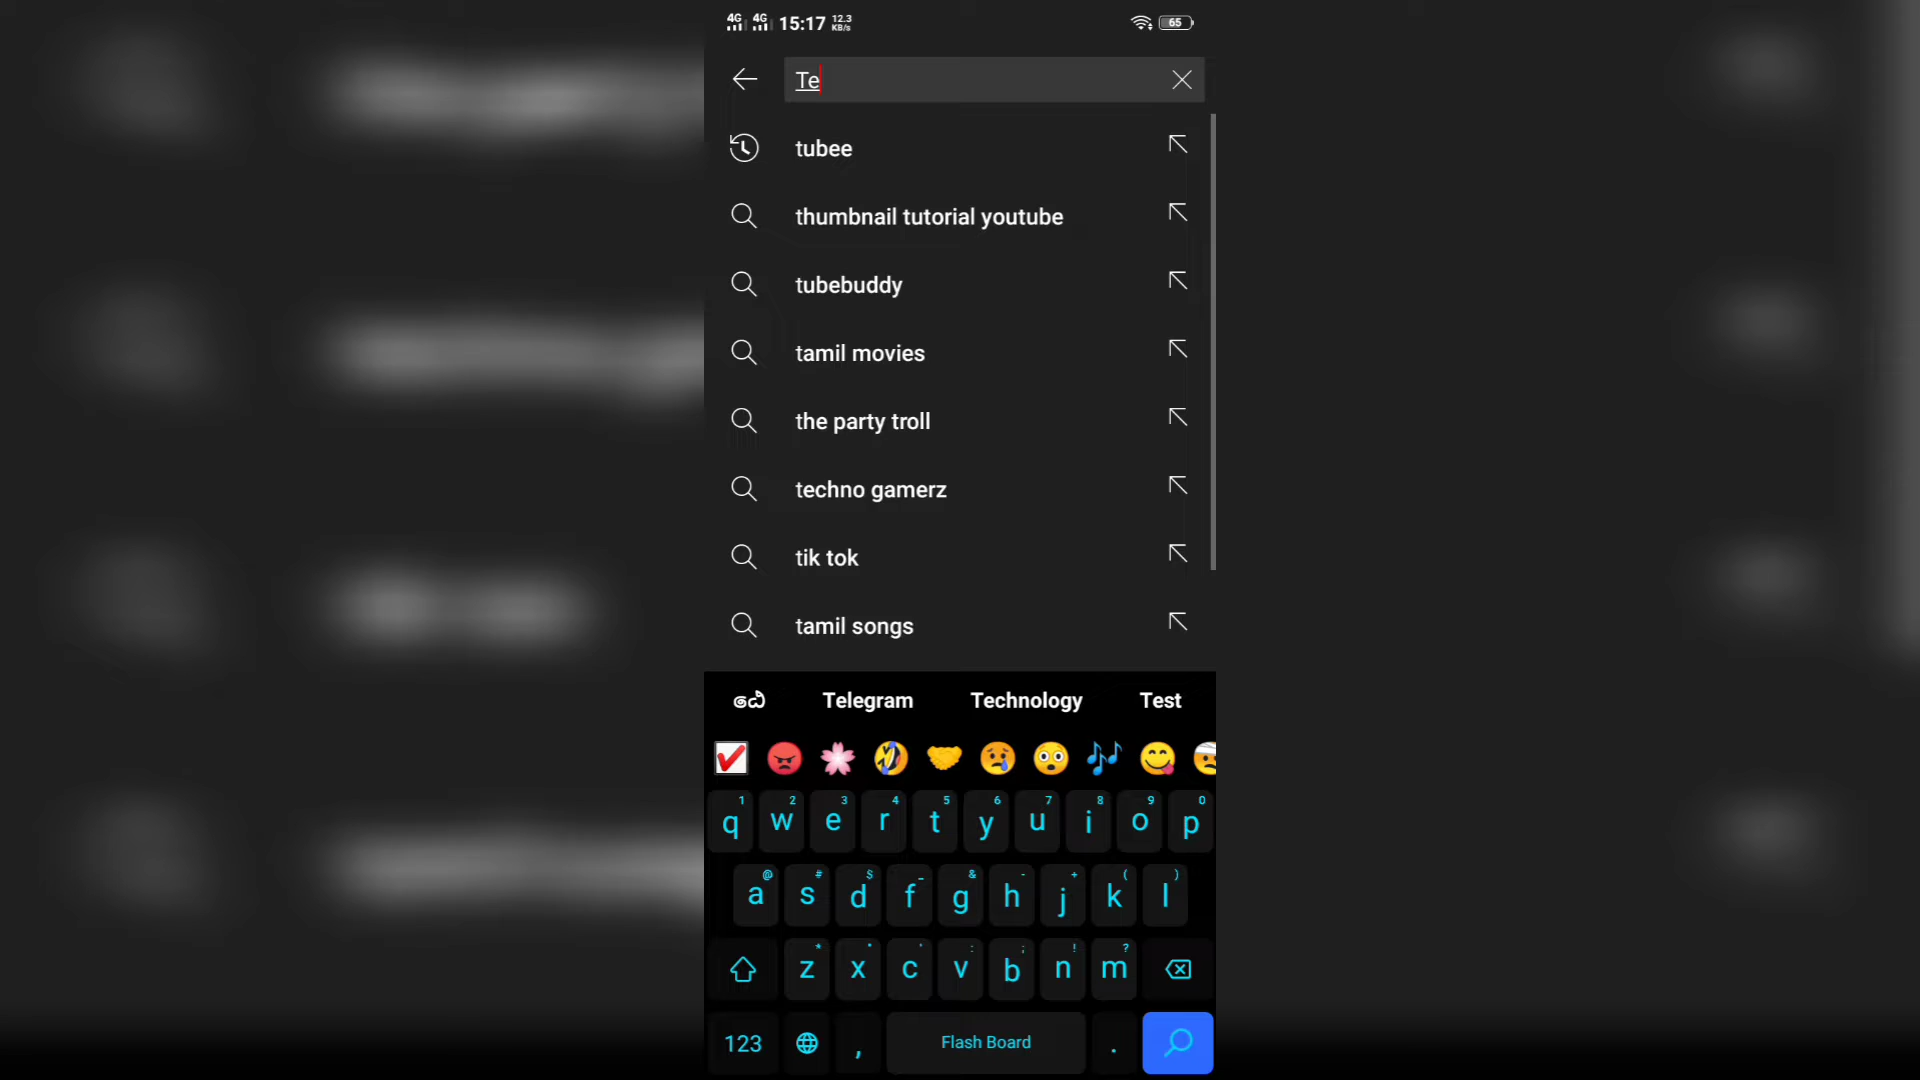 4G 4G 15:17 12.3 KB/s 65
Te
tubee
thumbnail tutorial youtube
tubebuddy
tamil movies
the party troll
techno gamerz
tik tok
tamil songs
Telegram Technology Test
1 2 3 4 5 6 7 8 9 0
q w e r t y u i o p
@ # $ _ & - + ( )
a s d f g h j k l
* " ' : ; ! ?
z x c v b n m
123 , Flash Board .